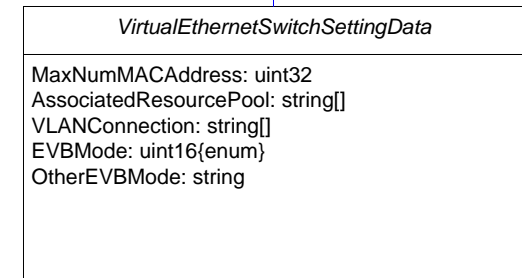 VirtualEthernetSwitchSettingData
MaxNumMACAddress: uint32
AssociatedResourcePool: string[]
VLANConnection: string[]
EVBMode: uint16{enum}
OtherEVBMode: string